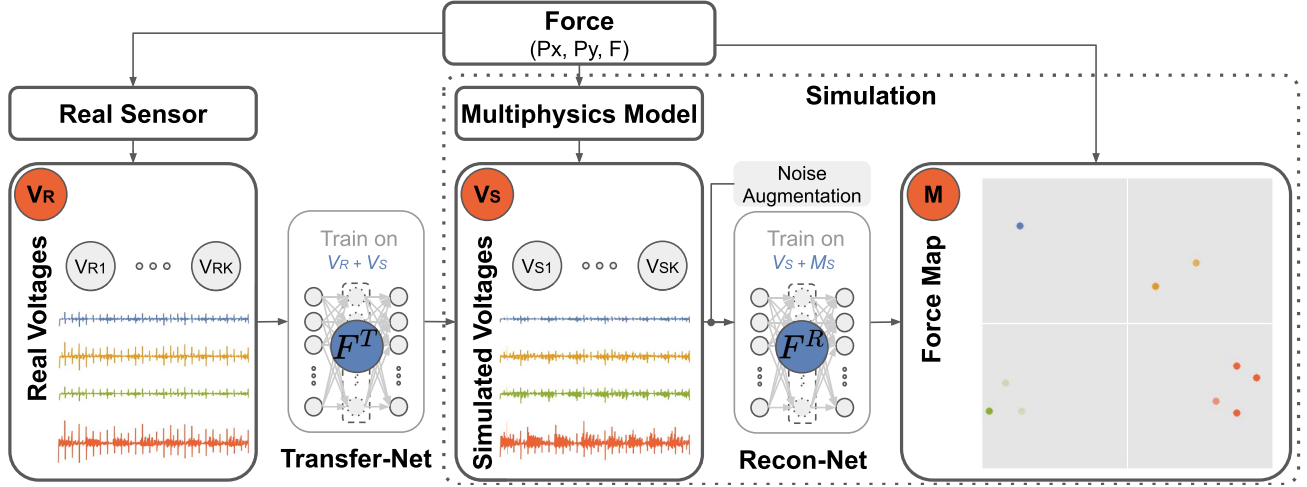 Force
(Px, Py, F)
Real Sensor
Multiphysics Model
Simulation
VR
Real Voltages
VR1
VRK
Train on
VR + VS
F^T
Transfer-Net
VS
Simulated Voltages
VS1
VSK
Noise
Augmentation
Train on
VS + MS
F^R
Recon-Net
M
Force Map